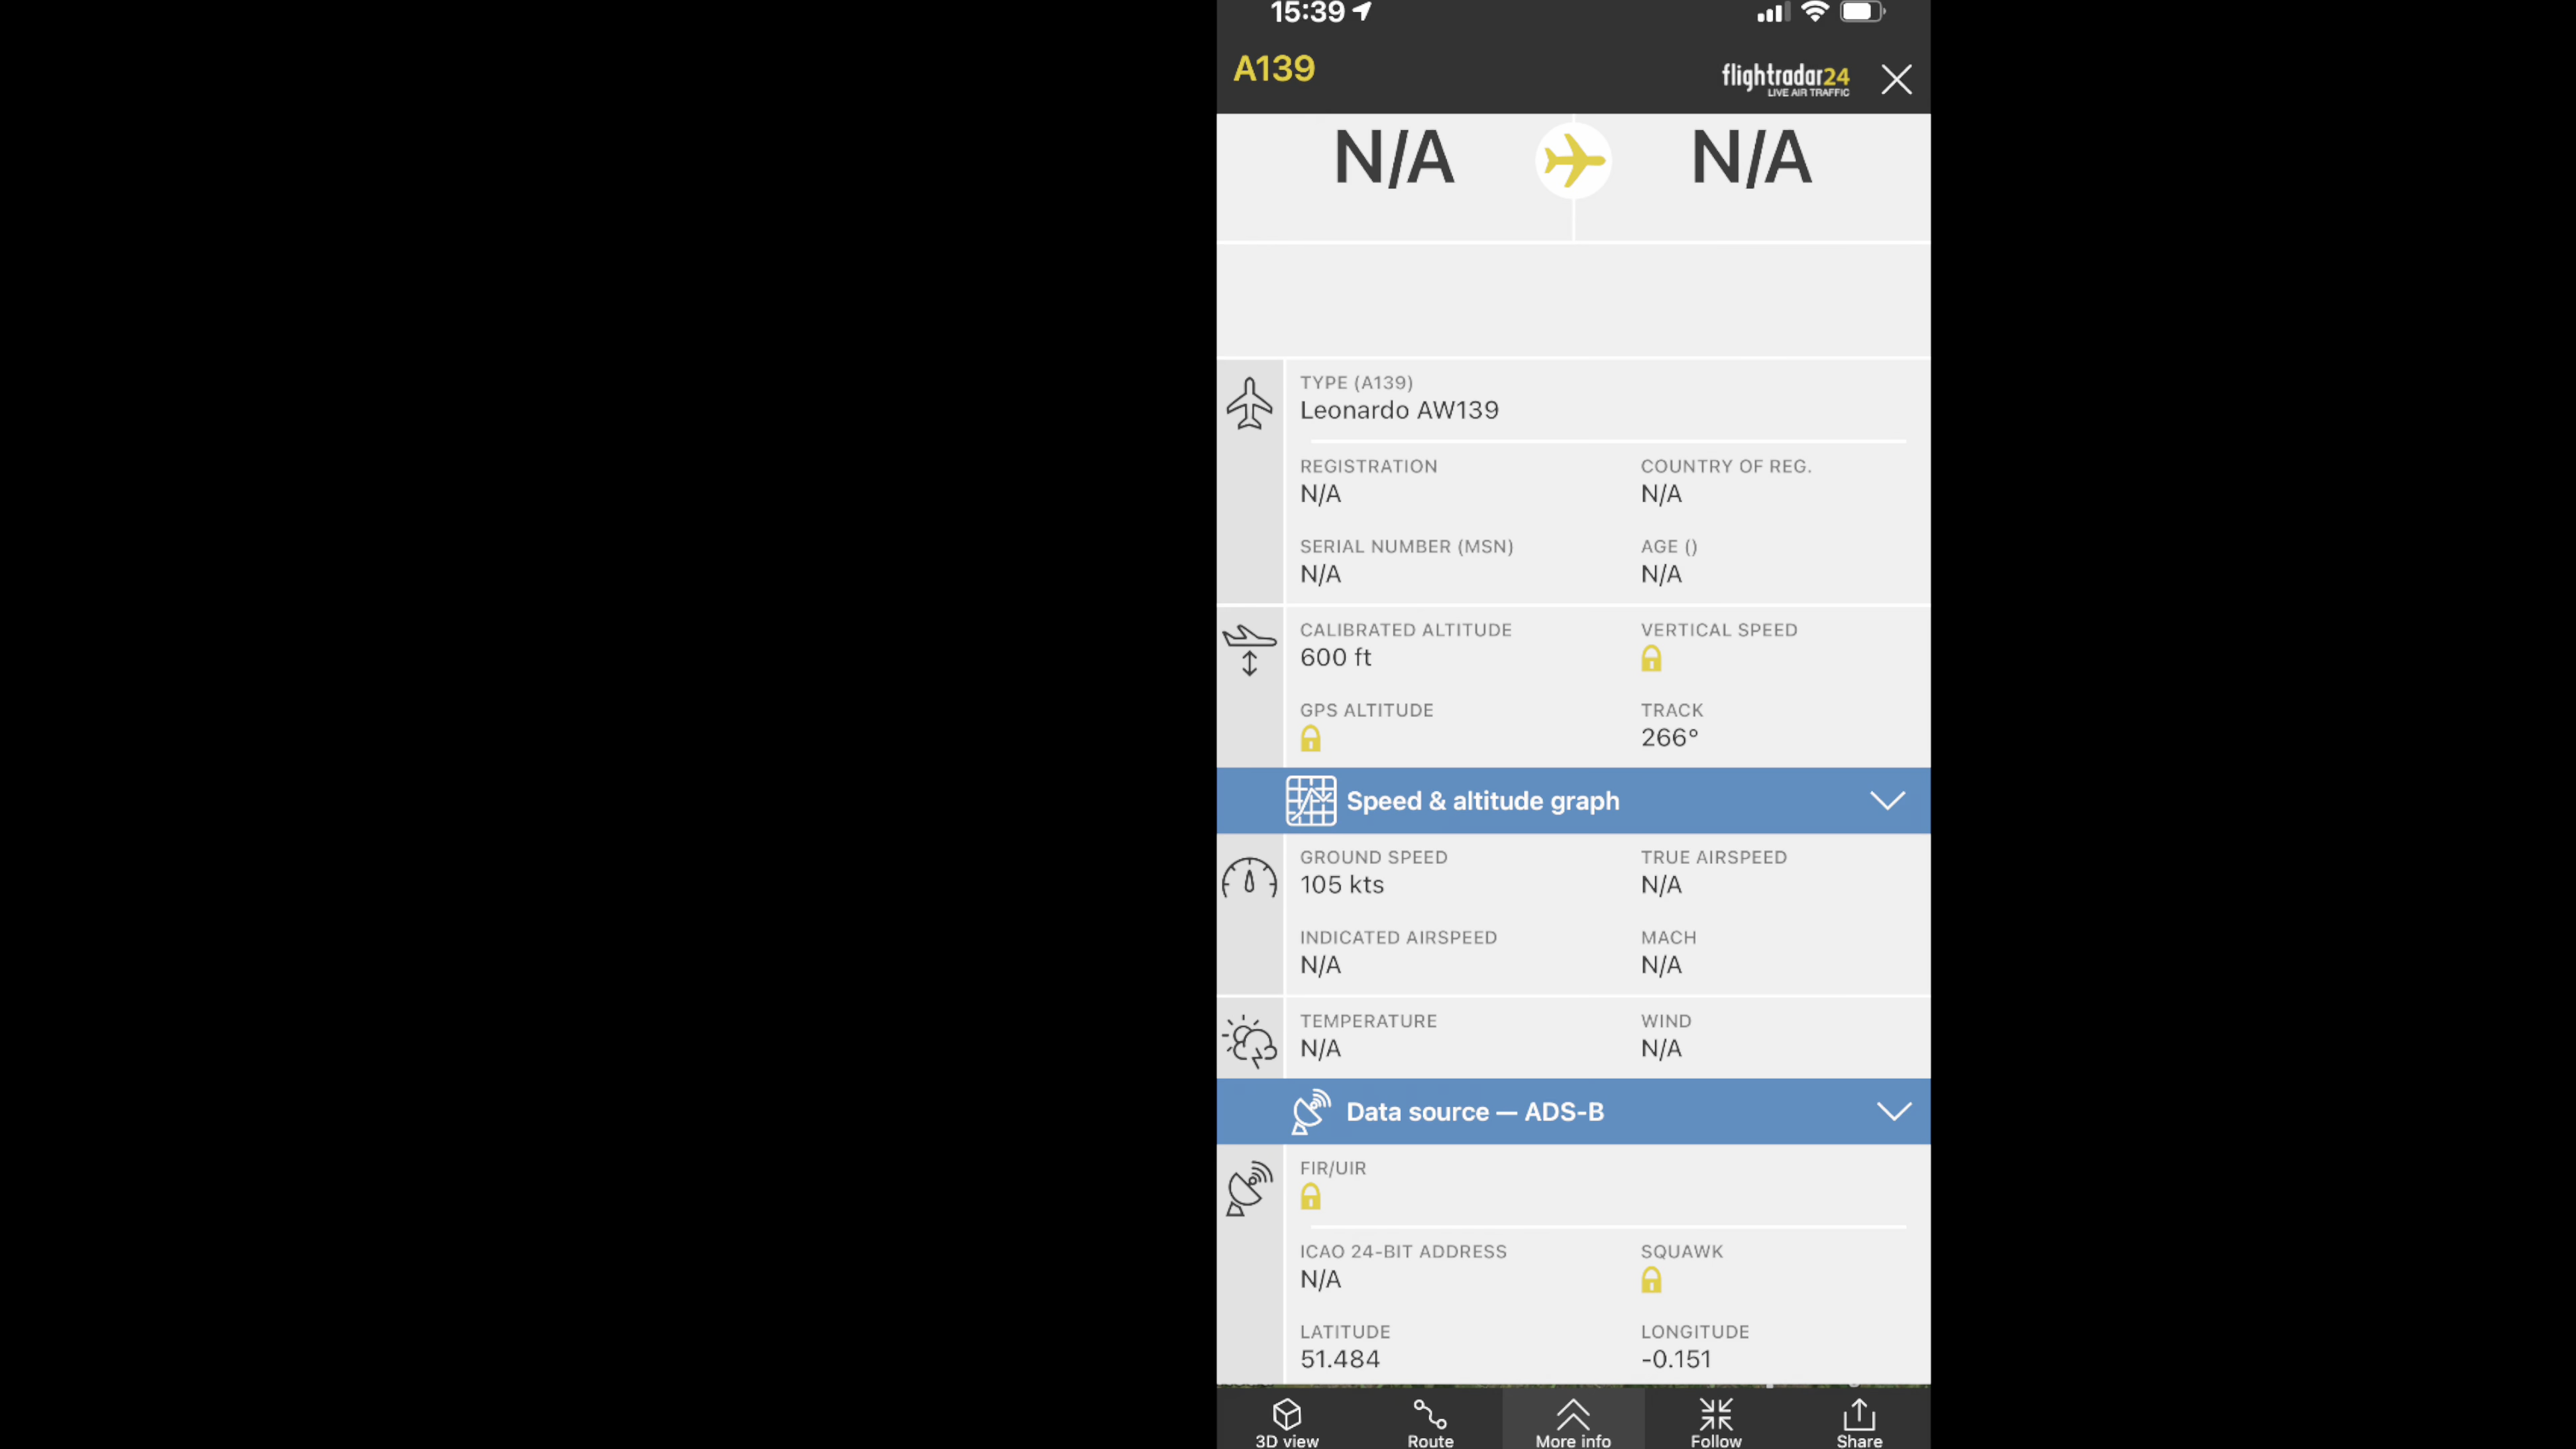 15:39
A139
flightradar24
LIVE AIR TRAFFIC
N/A N/A
TYPE (A139)
Leonardo AW139
REGISTRATION COUNTRY OF REG.
N/A N/A
SERIAL NUMBER (MSN) AGE ()
N/A N/A
CALIBRATED ALTITUDE VERTICAL SPEED
600 ft
GPS ALTITUDE TRACK
266°
Speed & altitude graph
GROUND SPEED TRUE AIRSPEED
105 kts N/A
INDICATED AIRSPEED MACH
N/A N/A
TEMPERATURE WIND
N/A N/A
Data source — ADS-B
FIR/UIR
ICAO 24-BIT ADDRESS SQUAWK
N/A
LATITUDE LONGITUDE
51.484 -0.151
3D view Route More info Follow Share